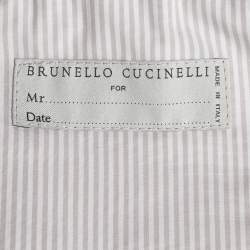 BRUNELLO CUCINELLI
FOR
Mr.
Date
MADE IN ITALY